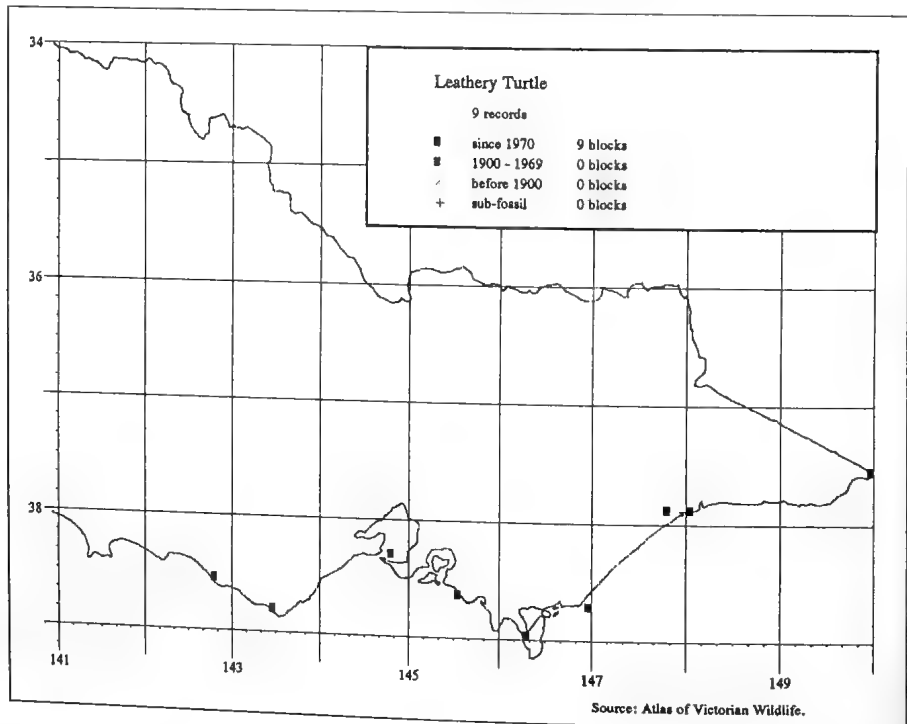 34
Leathery Turtle
9 records
since 1970 9 blocks
1900 - 1969 0 blocks
before 1900 0 blocks
+ sub-fossil 0 blocks
36
38
141 143 145 147 149
Source: Atlas of Victorian Wildlife.